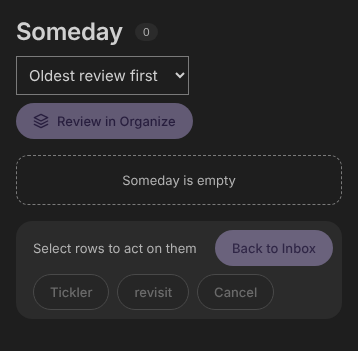 Someday 0
Oldest review first
Review in Organize
Someday is empty
Select rows to act on them Back to Inbox
Tickler revisit Cancel